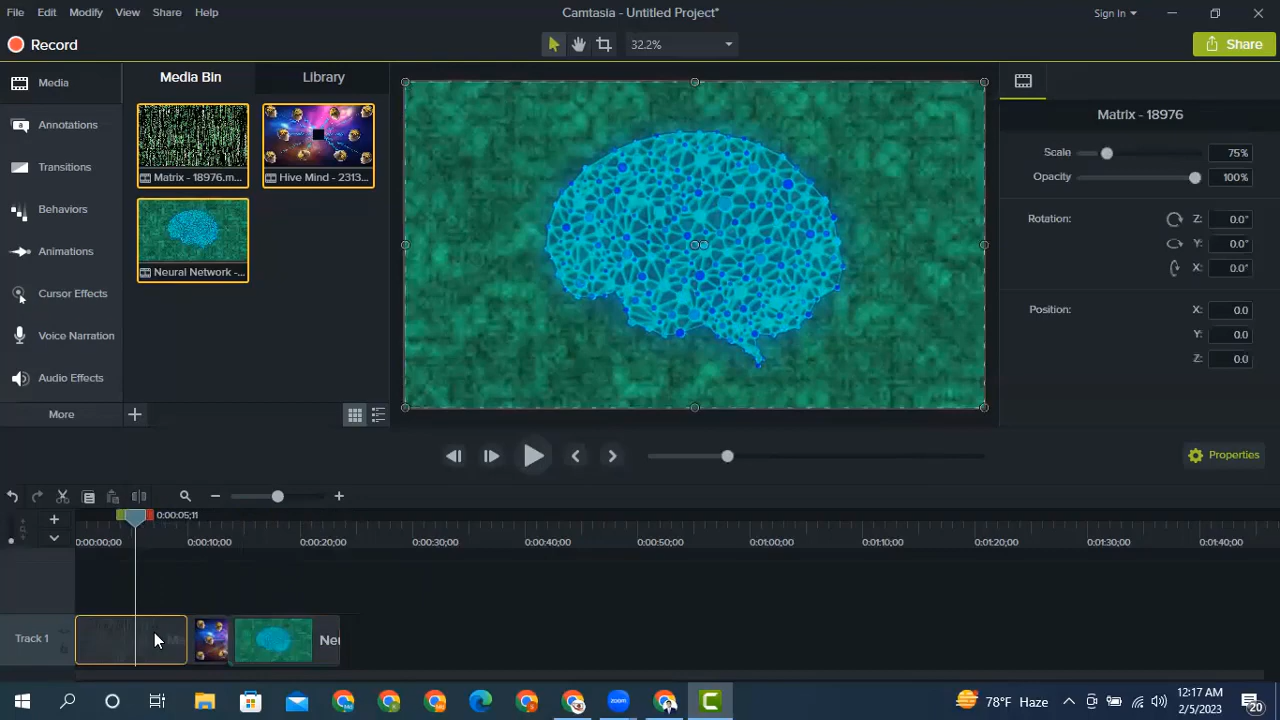 File Edit Modify View Share Help
Camtasia - Untitled Project*
Sign In
Record
32.2%
Share
Media
Annotations
Transitions
Behaviors
Animations
Cursor Effects
Voice Narration
Audio Effects
More
Media Bin
Library
Matrix - 18976.m...
Hive Mind - 2313...
Neural Network -...
Matrix - 18976
Scale
75%
Opacity
100%
Rotation:
Z: 0.0°
Y: 0.0°
X: 0.0°
Position:
X: 0.0
Y: 0.0
Z: 0.0
Properties
0:00:05;11
0:00:00;00 0:00:10;00 0:00:20;00 0:00:30;00 0:00:40;00 0:00:50;00 0:01:00;00 0:01:10;00 0:01:20;00 0:01:30;00 0:01:40;00
Track 1
Neu
zoom
78°F Haze
12:17 AM
2/5/2023
20